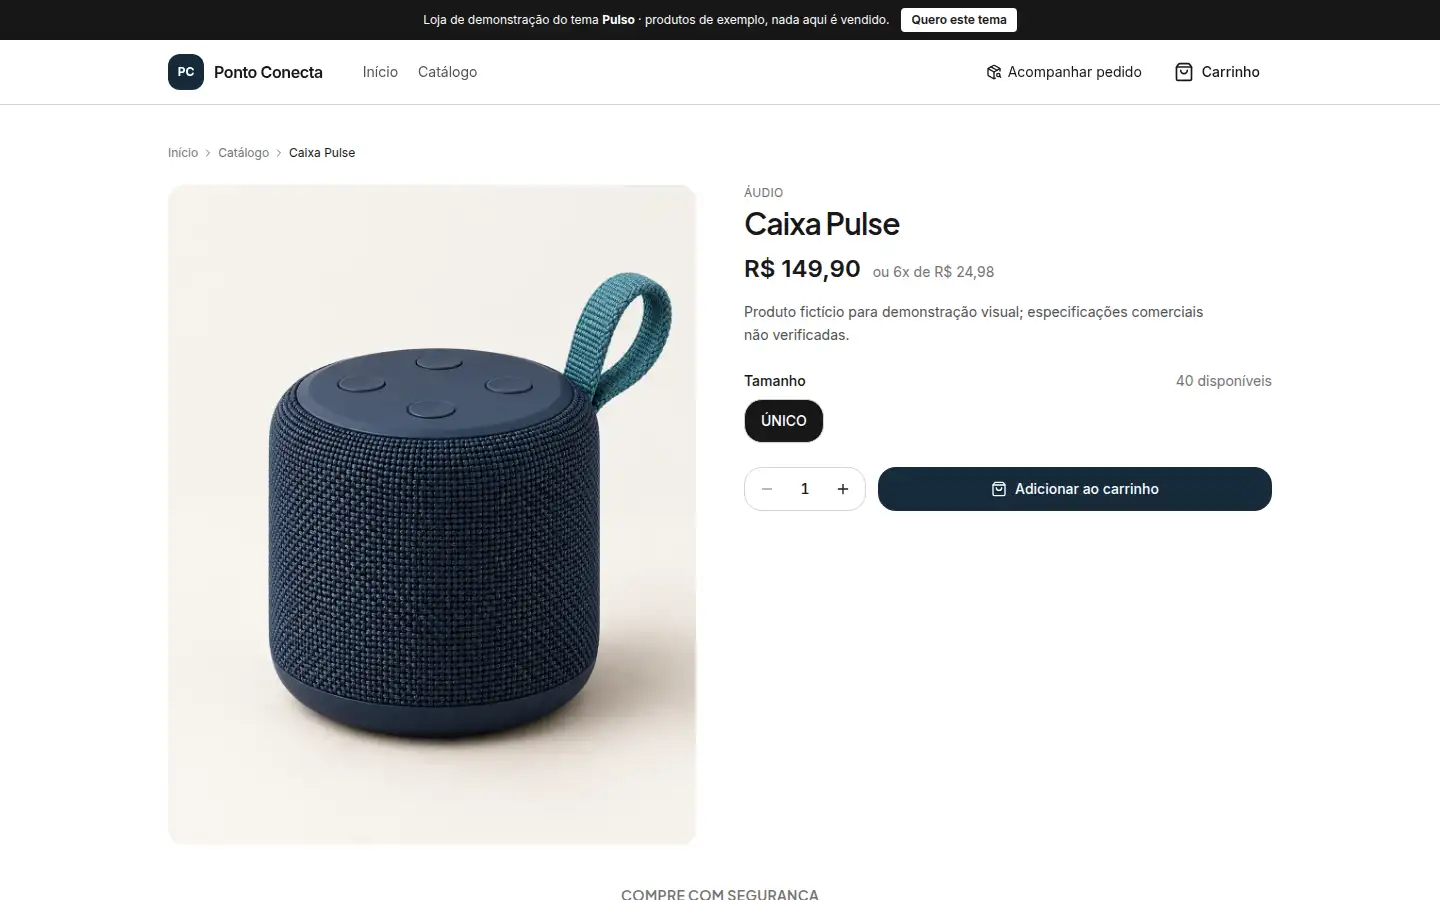 Loja de demonstração do tema Pulso · produtos de exemplo, nada aqui é vendido. Quero este tema
PC Ponto Conecta Início Catálogo Acompanhar pedido Carrinho
Início > Catálogo > Caixa Pulse
ÁUDIO
Caixa Pulse
R$ 149,90 ou 6x de R$ 24,98
Produto fictício para demonstração visual; especificações comerciais
não verificadas.
Tamanho 40 disponíveis
ÚNICO
− 1 + Adicionar ao carrinho
COMPRE COM SEGURANÇA